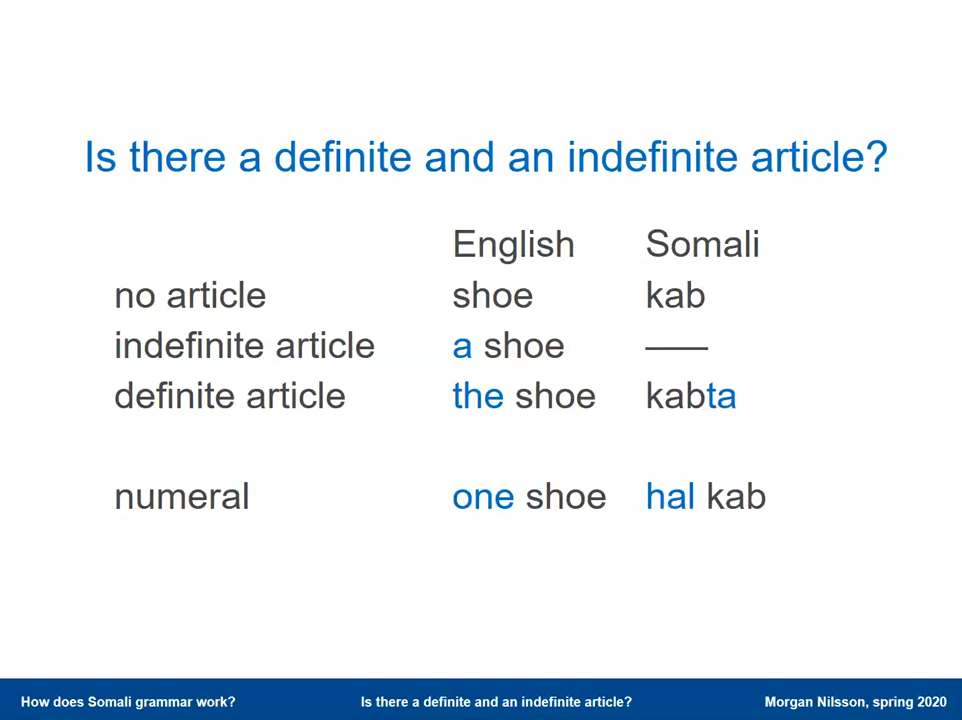 Is there a definite and an indefinite article?
English Somali
no article shoe kab
indefinite article a shoe ——
definite article the shoe kabta
numeral one shoe hal kab
How does Somali grammar work? Is there a definite and an indefinite article? Morgan Nilsson, spring 2020